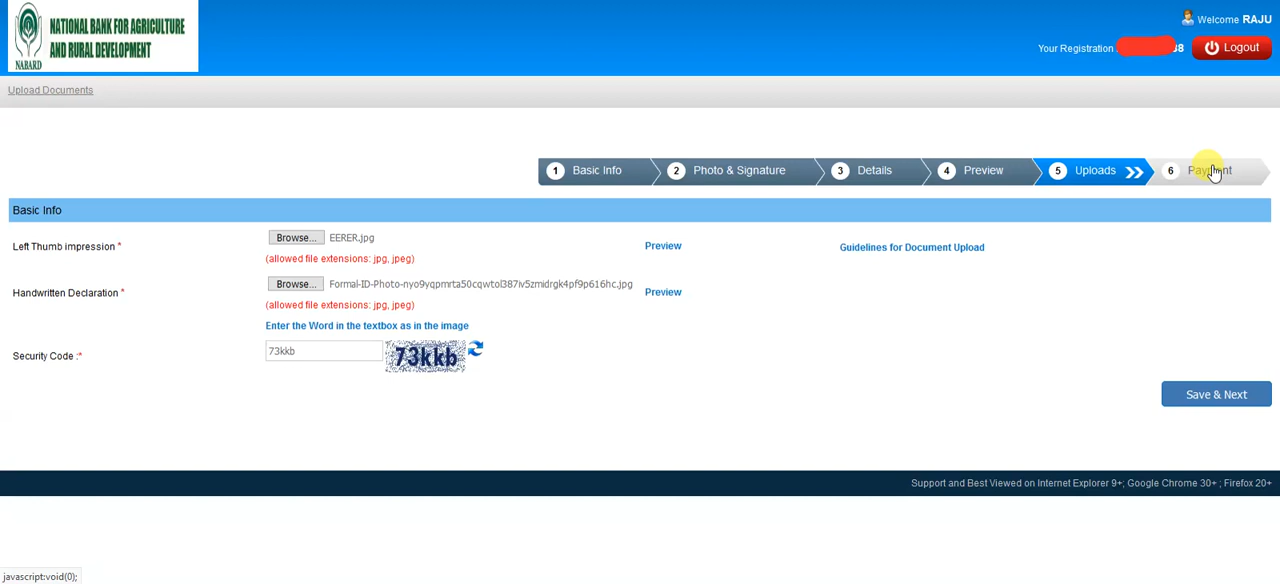 NATIONAL BANK FOR AGRICULTURE
AND RURAL DEVELOPMENT
NABARD
Welcome RAJU
Your Registration 8
Logout
Upload Documents
1 Basic Info
2 Photo & Signature
3 Details
4 Preview
5 Uploads
6 Payment
Basic Info
Left Thumb impression *
Browse... EERER.jpg
Preview
Guidelines for Document Upload
(allowed file extensions: jpg, jpeg)
Handwritten Declaration *
Browse... Formal-ID-Photo-nyo9yqpmrta50cqwtol387iv5zmidrgk4pf9p616hc.jpg
Preview
(allowed file extensions: jpg, jpeg)
Enter the Word in the textbox as in the image
Security Code :*
73kkb
73kkb
Save & Next
Support and Best Viewed on Internet Explorer 9+; Google Chrome 30+ ; Firefox 20+
javascript:void(0);